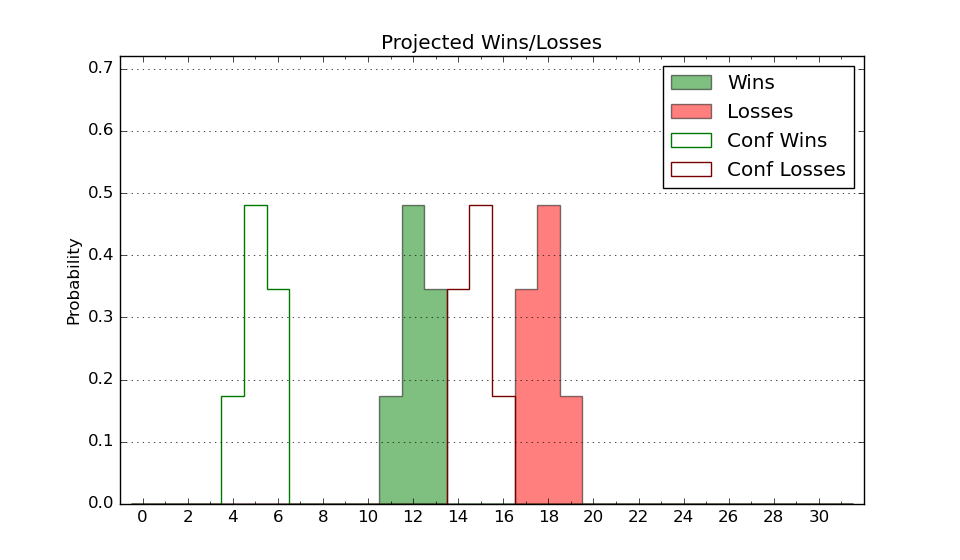 Projected Wins/Losses
Wins
Losses
Conf Wins
Conf Losses
Probability
0.7
0.6
0.5
0.4
0.3
0.2
0.1
0.0
0 2 4 6 8 10 12 14 16 18 20 22 24 26 28 30